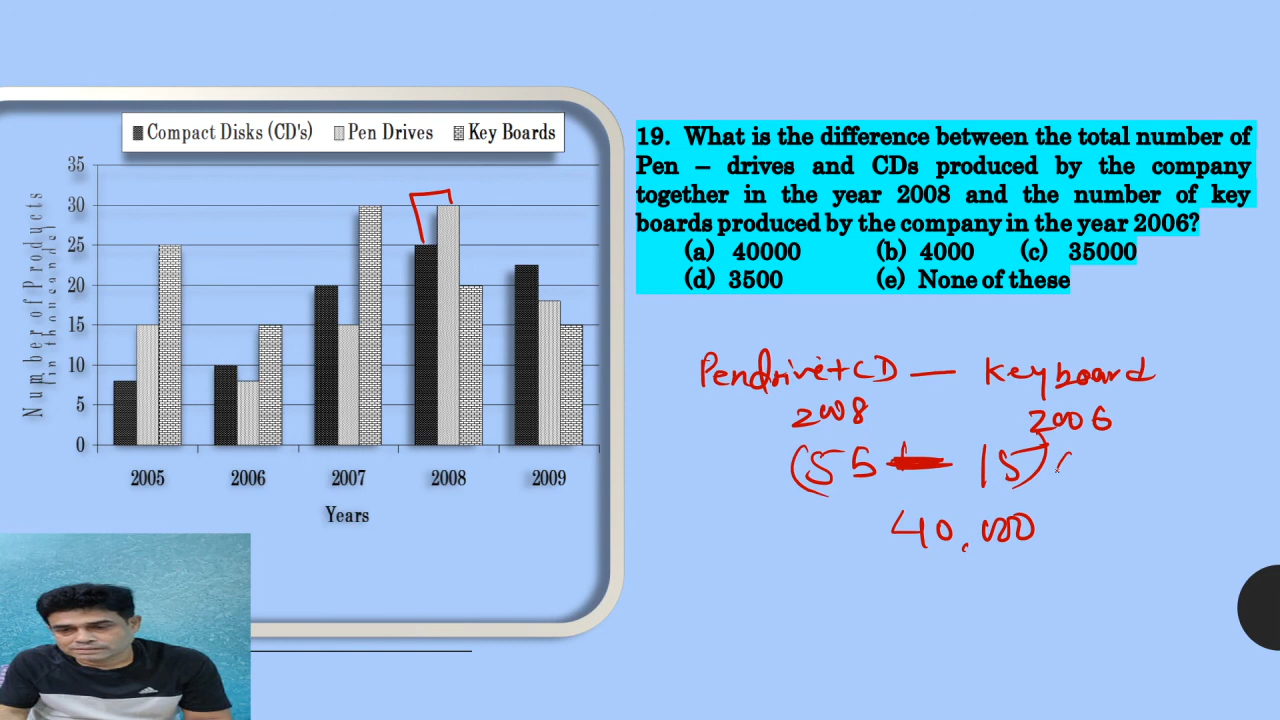 Compact Disks (CD's) Pen Drives Key Boards
Number of Products
(in thousands)
35
30
25
20
15
10
5
0
2005 2006 2007 2008 2009
Years
19. What is the difference between the total number of
Pen – drives and CDs produced by the company
together in the year 2008 and the number of key
boards produced by the company in the year 2006?
(a) 40000 (b) 4000 (c) 35000
(d) 3500 (e) None of these
Pendrive+CD — Keyboard
2008 2006
(55 — 15)
40,000